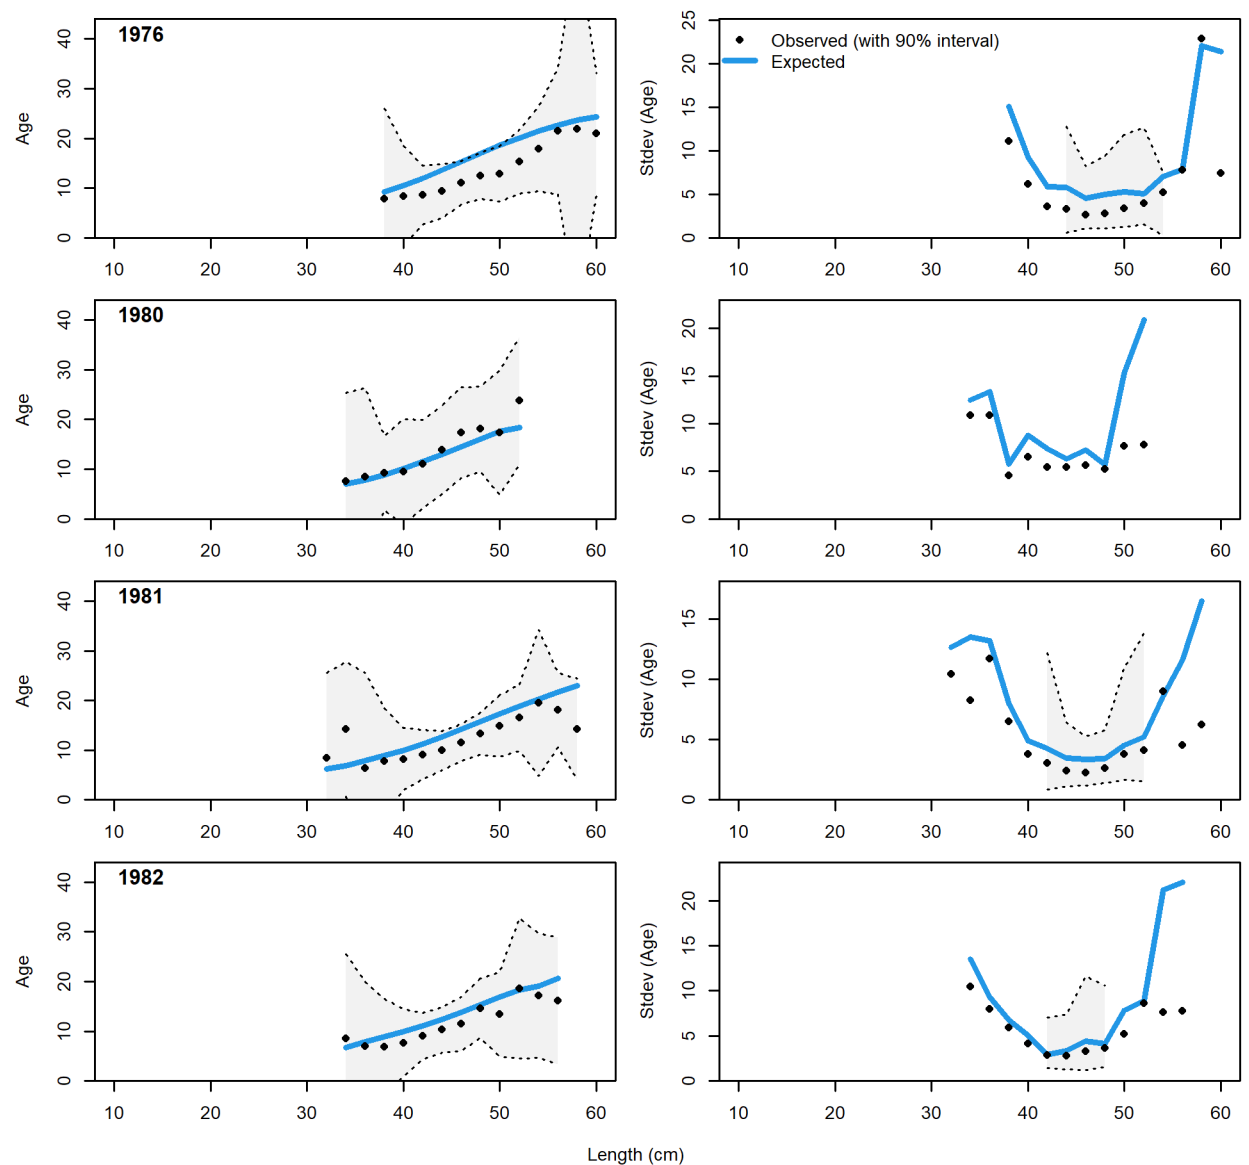 1976
Age
0 10 20 30 40
10 20 30 40 50 60
Observed (with 90% interval)
Expected
Stdev (Age)
0 5 10 15 20 25
10 20 30 40 50 60
1980
Age
0 10 20 30 40
10 20 30 40 50 60
Stdev (Age)
0 5 10 15 20
10 20 30 40 50 60
1981
Age
0 10 20 30 40
10 20 30 40 50 60
Stdev (Age)
0 5 10 15
10 20 30 40 50 60
1982
Age
0 10 20 30 40
10 20 30 40 50 60
Stdev (Age)
0 5 10 15 20
10 20 30 40 50 60
Length (cm)